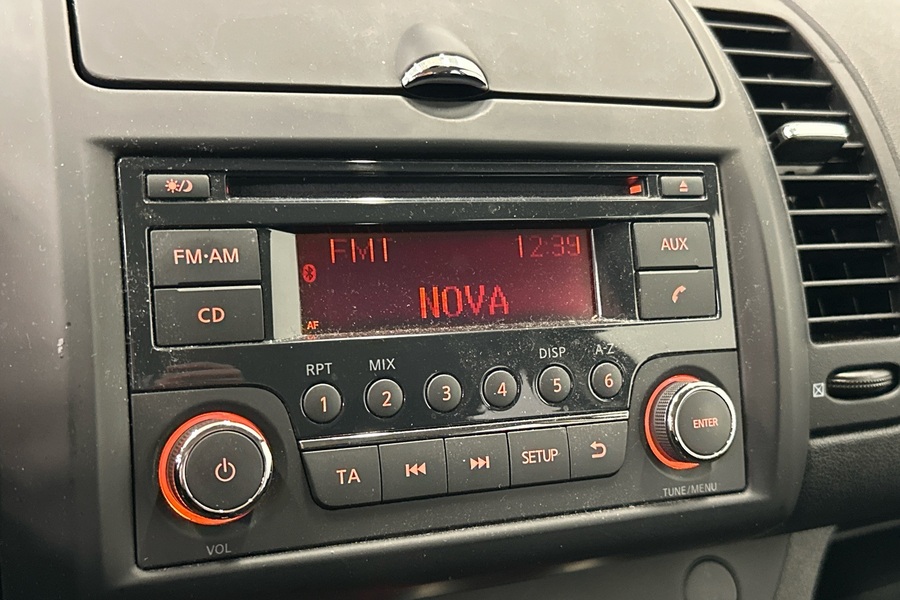 FM·AM
CD
FM1 12:39
NOVA
AF
AUX
RPT MIX DISP A-Z
1 2 3 4 5 6
TA SETUP
VOL
ENTER
TUNE/MENU